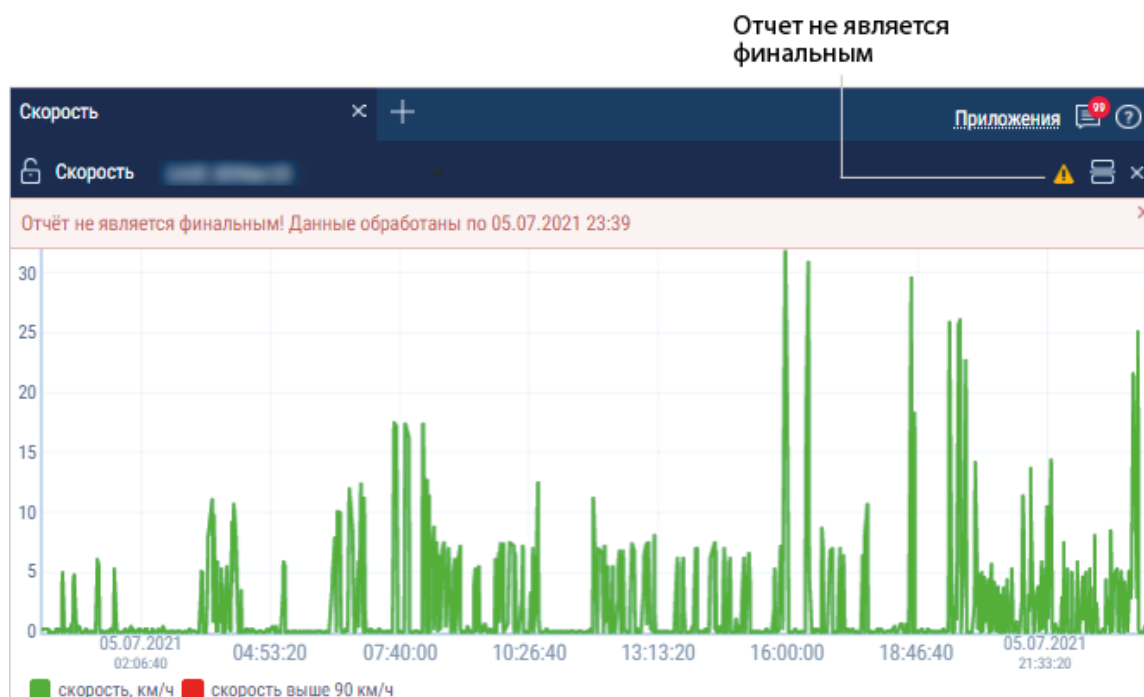 Отчет не является
финальным
Скорость
Приложения 99
Скорость
Отчёт не является финальным! Данные обработаны по 05.07.2021 23:39
30
25
20
15
10
5
0
05.07.2021 04:53:20 07:40:00 10:26:40 13:13:20 16:00:00 18:46:40 05.07.2021
02:06:40 21:33:20
скорость, км/ч скорость выше 90 км/ч